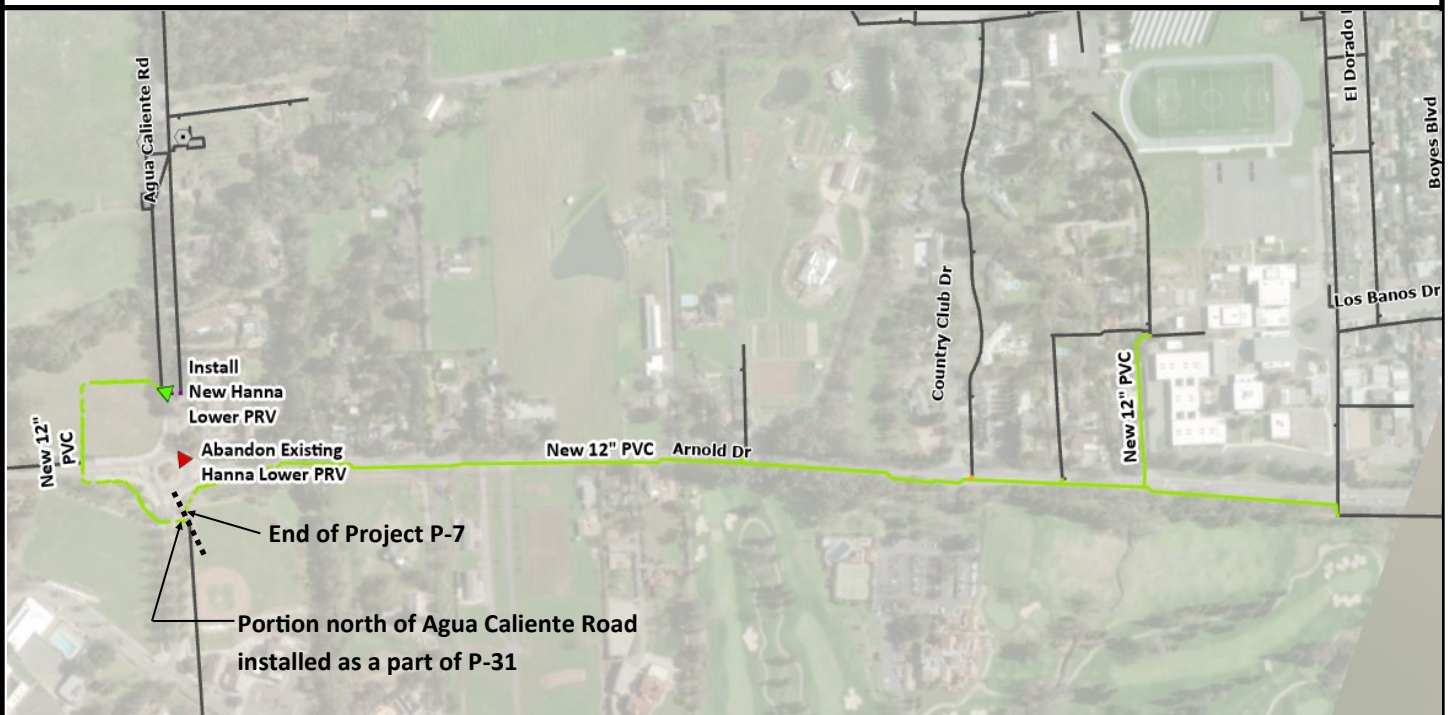 Agua Caliente Rd
El Dorado
Boyes Blvd
Los Banos Dr
Country Club Dr
Install
New Hanna
Lower PRV
New 12"
PVC
Abandon Existing
Hanna Lower PRV
New 12" PVC
Arnold Dr
New 12" PVC
End of Project P-7
Portion north of Agua Caliente Road
installed as a part of P-31